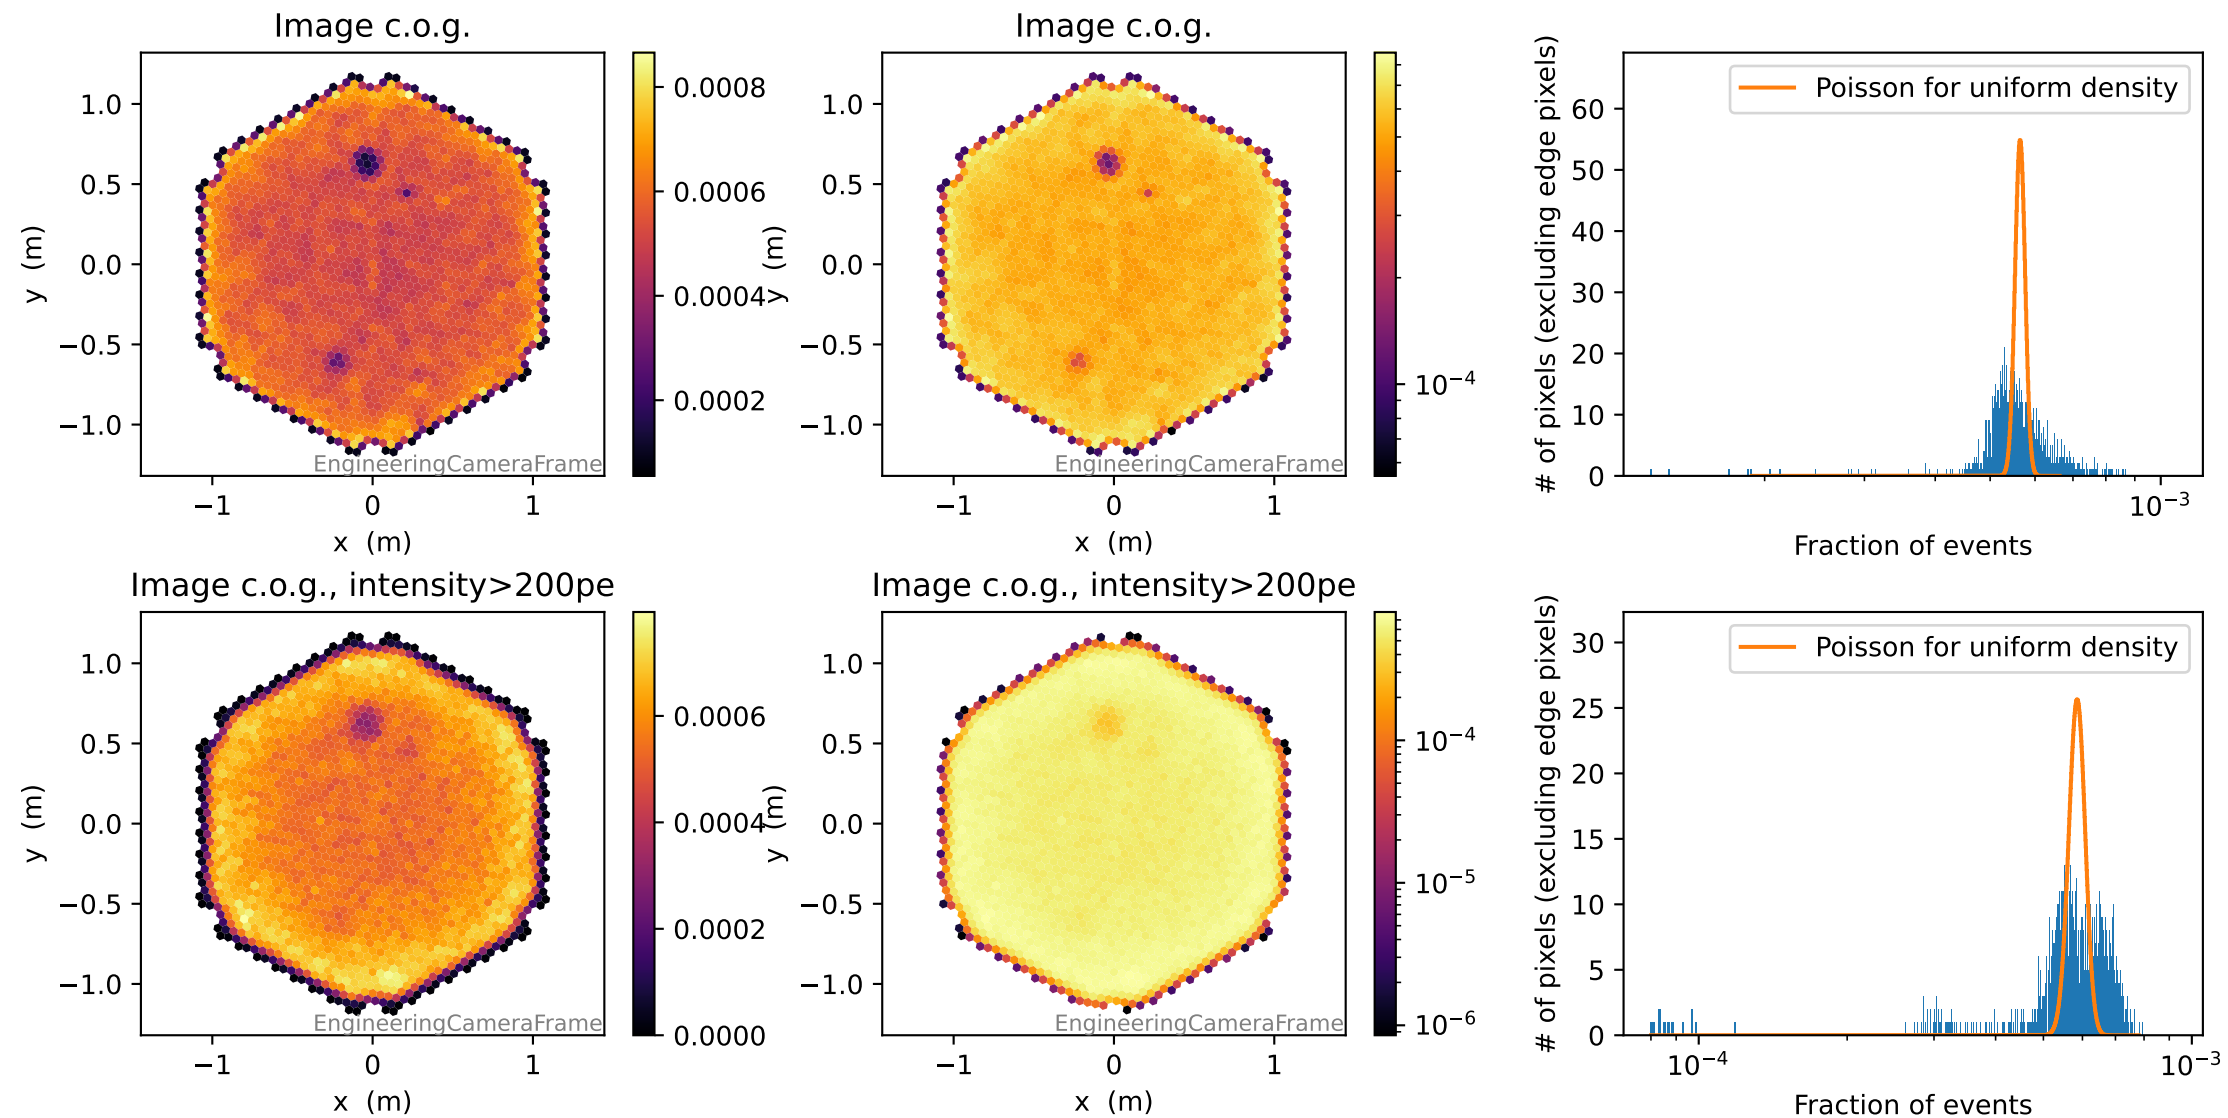 Image c.o.g.
y (m)
1.0
0.5
0.0
−0.5
−1.0
−1
0
1
x (m)
EngineeringCameraFrame
0.0008
0.0006
0.0004
0.0002
Image c.o.g.
y (m)
1.0
0.5
0.0
−0.5
−1.0
−1
0
1
x (m)
EngineeringCameraFrame
10−4
# of pixels (excluding edge pixels)
60
50
40
30
20
10
0
Poisson for uniform density
10−3
Fraction of events
Image c.o.g., intensity>200pe
y (m)
1.0
0.5
0.0
−0.5
−1.0
−1
0
1
x (m)
EngineeringCameraFrame
0.0006
0.0004
0.0002
0.0000
Image c.o.g., intensity>200pe
y (m)
1.0
0.5
0.0
−0.5
−1.0
−1
0
1
x (m)
EngineeringCameraFrame
10−4
10−5
10−6
# of pixels (excluding edge pixels)
30
25
20
15
10
5
0
Poisson for uniform density
10−4
10−3
Fraction of events